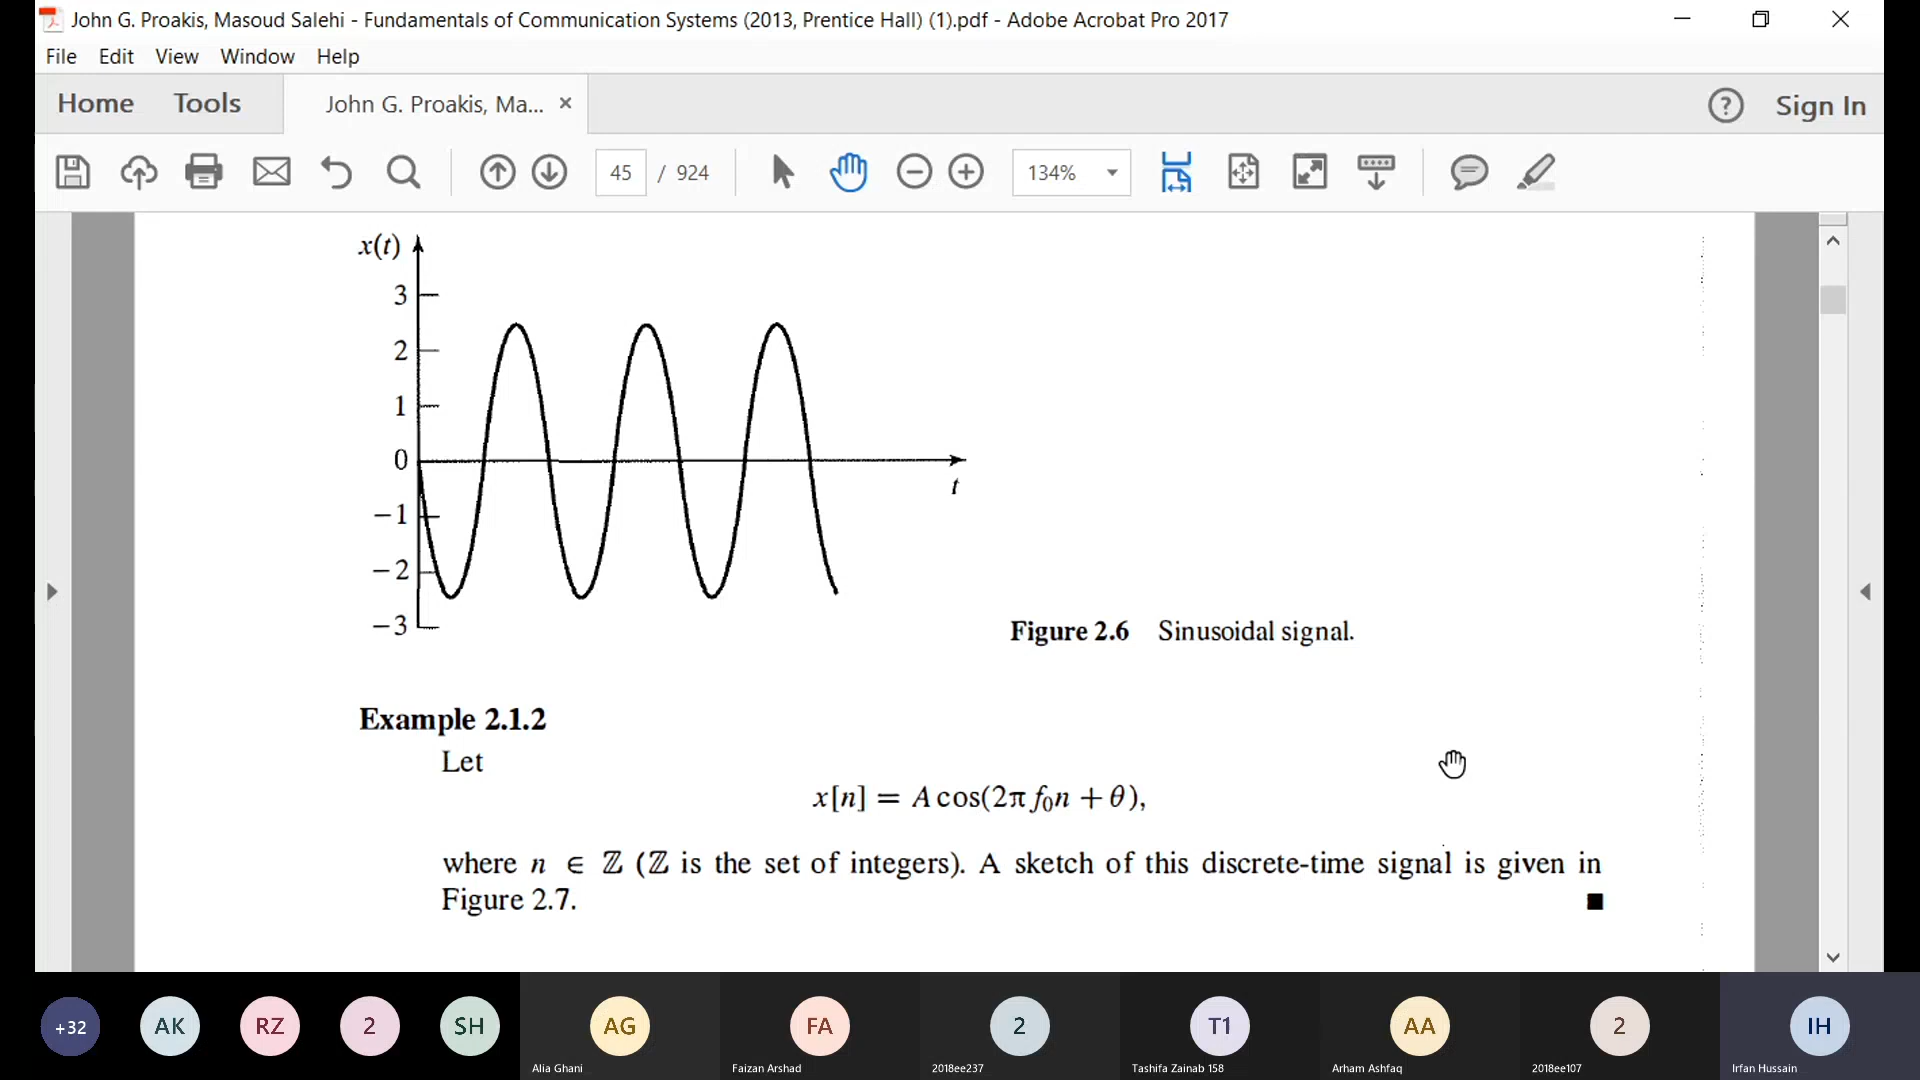 John G. Proakis, Masoud Salehi - Fundamentals of Communication Systems (2013, Prentice Hall) (1).pdf - Adobe Acrobat Pro 2017
File Edit View Window Help
Home Tools John G. Proakis, Ma... × ? Sign In
45 / 924 134%
x(t)
3
2
1
0
−1
−2
−3
t
Figure 2.6 Sinusoidal signal.
Example 2.1.2
Let
x[n] = A cos(2π f₀n + θ),
where n ∈ ℤ (ℤ is the set of integers). A sketch of this discrete-time signal is given in
Figure 2.7.
+32 AK RZ 2 SH AG FA 2 T1 AA 2 IH
Alia Ghani Faizan Arshad 2018ee237 Tashifa Zainab 158 Arham Ashfaq 2018ee107 Irfan Hussain